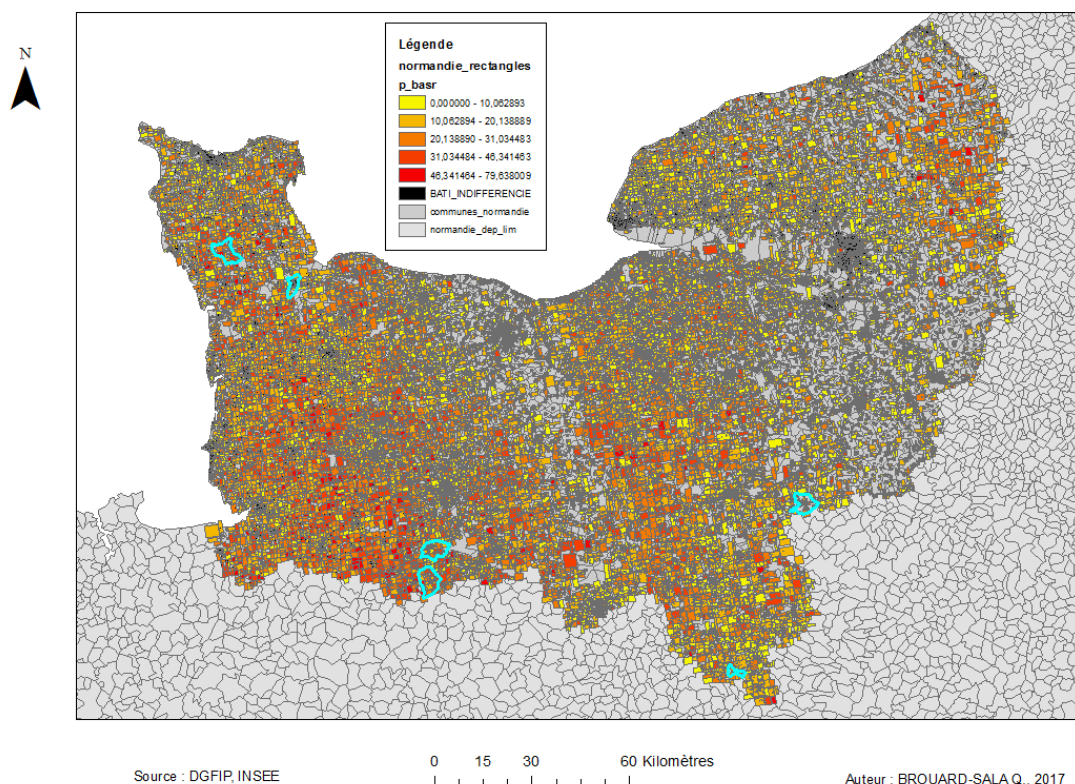 N
Légende
normandie_rectangles
p_basr
0,000000 - 10,062893
10,062894 - 20,138889
20,138890 - 31,034483
31,034484 - 46,341463
46,341464 - 79,638009
BATI_INDIFFERENCIE
communes_normandie
normandie_dep_lim
0 15 30 60 Kilomètres
Source : DGFIP, INSEE
Auteur : BROUARD-SALA Q., 2017